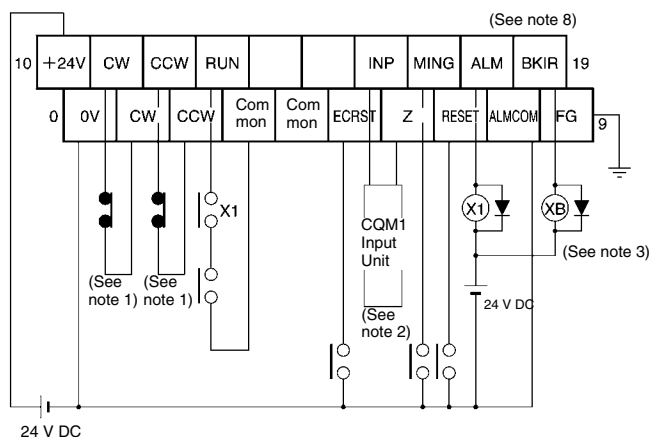 (See note 8)
10 +24V CW CCW RUN INP MING ALM BKIR 19
0 0V CW CCW Com
mon Com
mon ECRST Z RESET ALMCOM FG 9
X1
X1
XB
CQM1
Input
Unit
(See note 3)
(See
note 1)
(See
note 1)
24 V DC
(See
note 2)
24 V DC